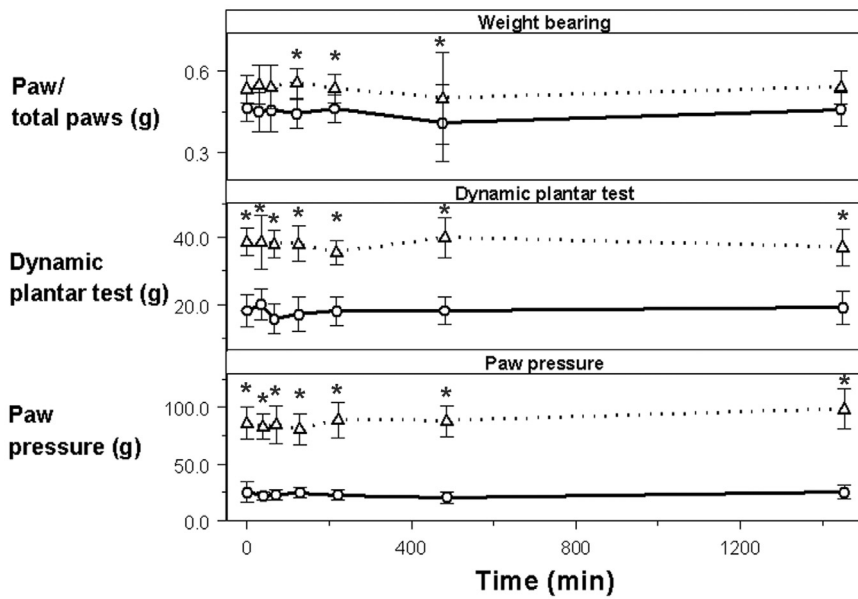 Weight bearing
* * *
Paw/
total paws (g)
0.6
0.3
Dynamic plantar test
* * * * * * *
Dynamic
plantar test (g)
40.0
20.0
Paw pressure
* * * * * * *
Paw
pressure (g)
100.0
50.0
0.0
0 400 800 1200
Time (min)